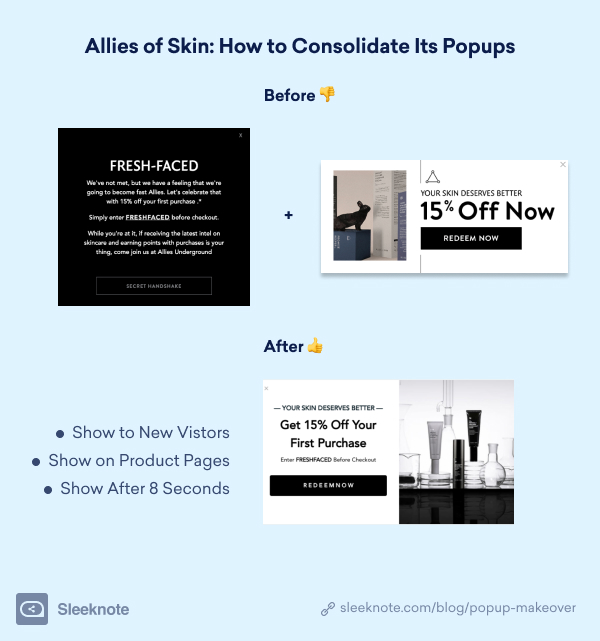 Allies of Skin: How to Consolidate Its Popups
Before 👎
X
FRESH-FACED
We've not met, but we have a feeling that we're
going to become fast Allies. Let's celebrate that
with 15% off your first purchase .*
Simply enter FRESHFACED before checkout.
While you're at it, if receiving the latest intel on
skincare and earning points with purchases is your
thing, come join us at Allies Underground
SECRET HANDSHAKE
+
YOUR SKIN DESERVES BETTER
15% Off Now
REDEEM NOW
After 👍
Show to New Vistors
Show on Product Pages
Show After 8 Seconds
— YOUR SKIN DESERVES BETTER —
Get 15% Off Your
First Purchase
Enter FRESHFACED Before Checkout
REDEEMNOW
Sleeknote
sleeknote.com/blog/popup-makeover